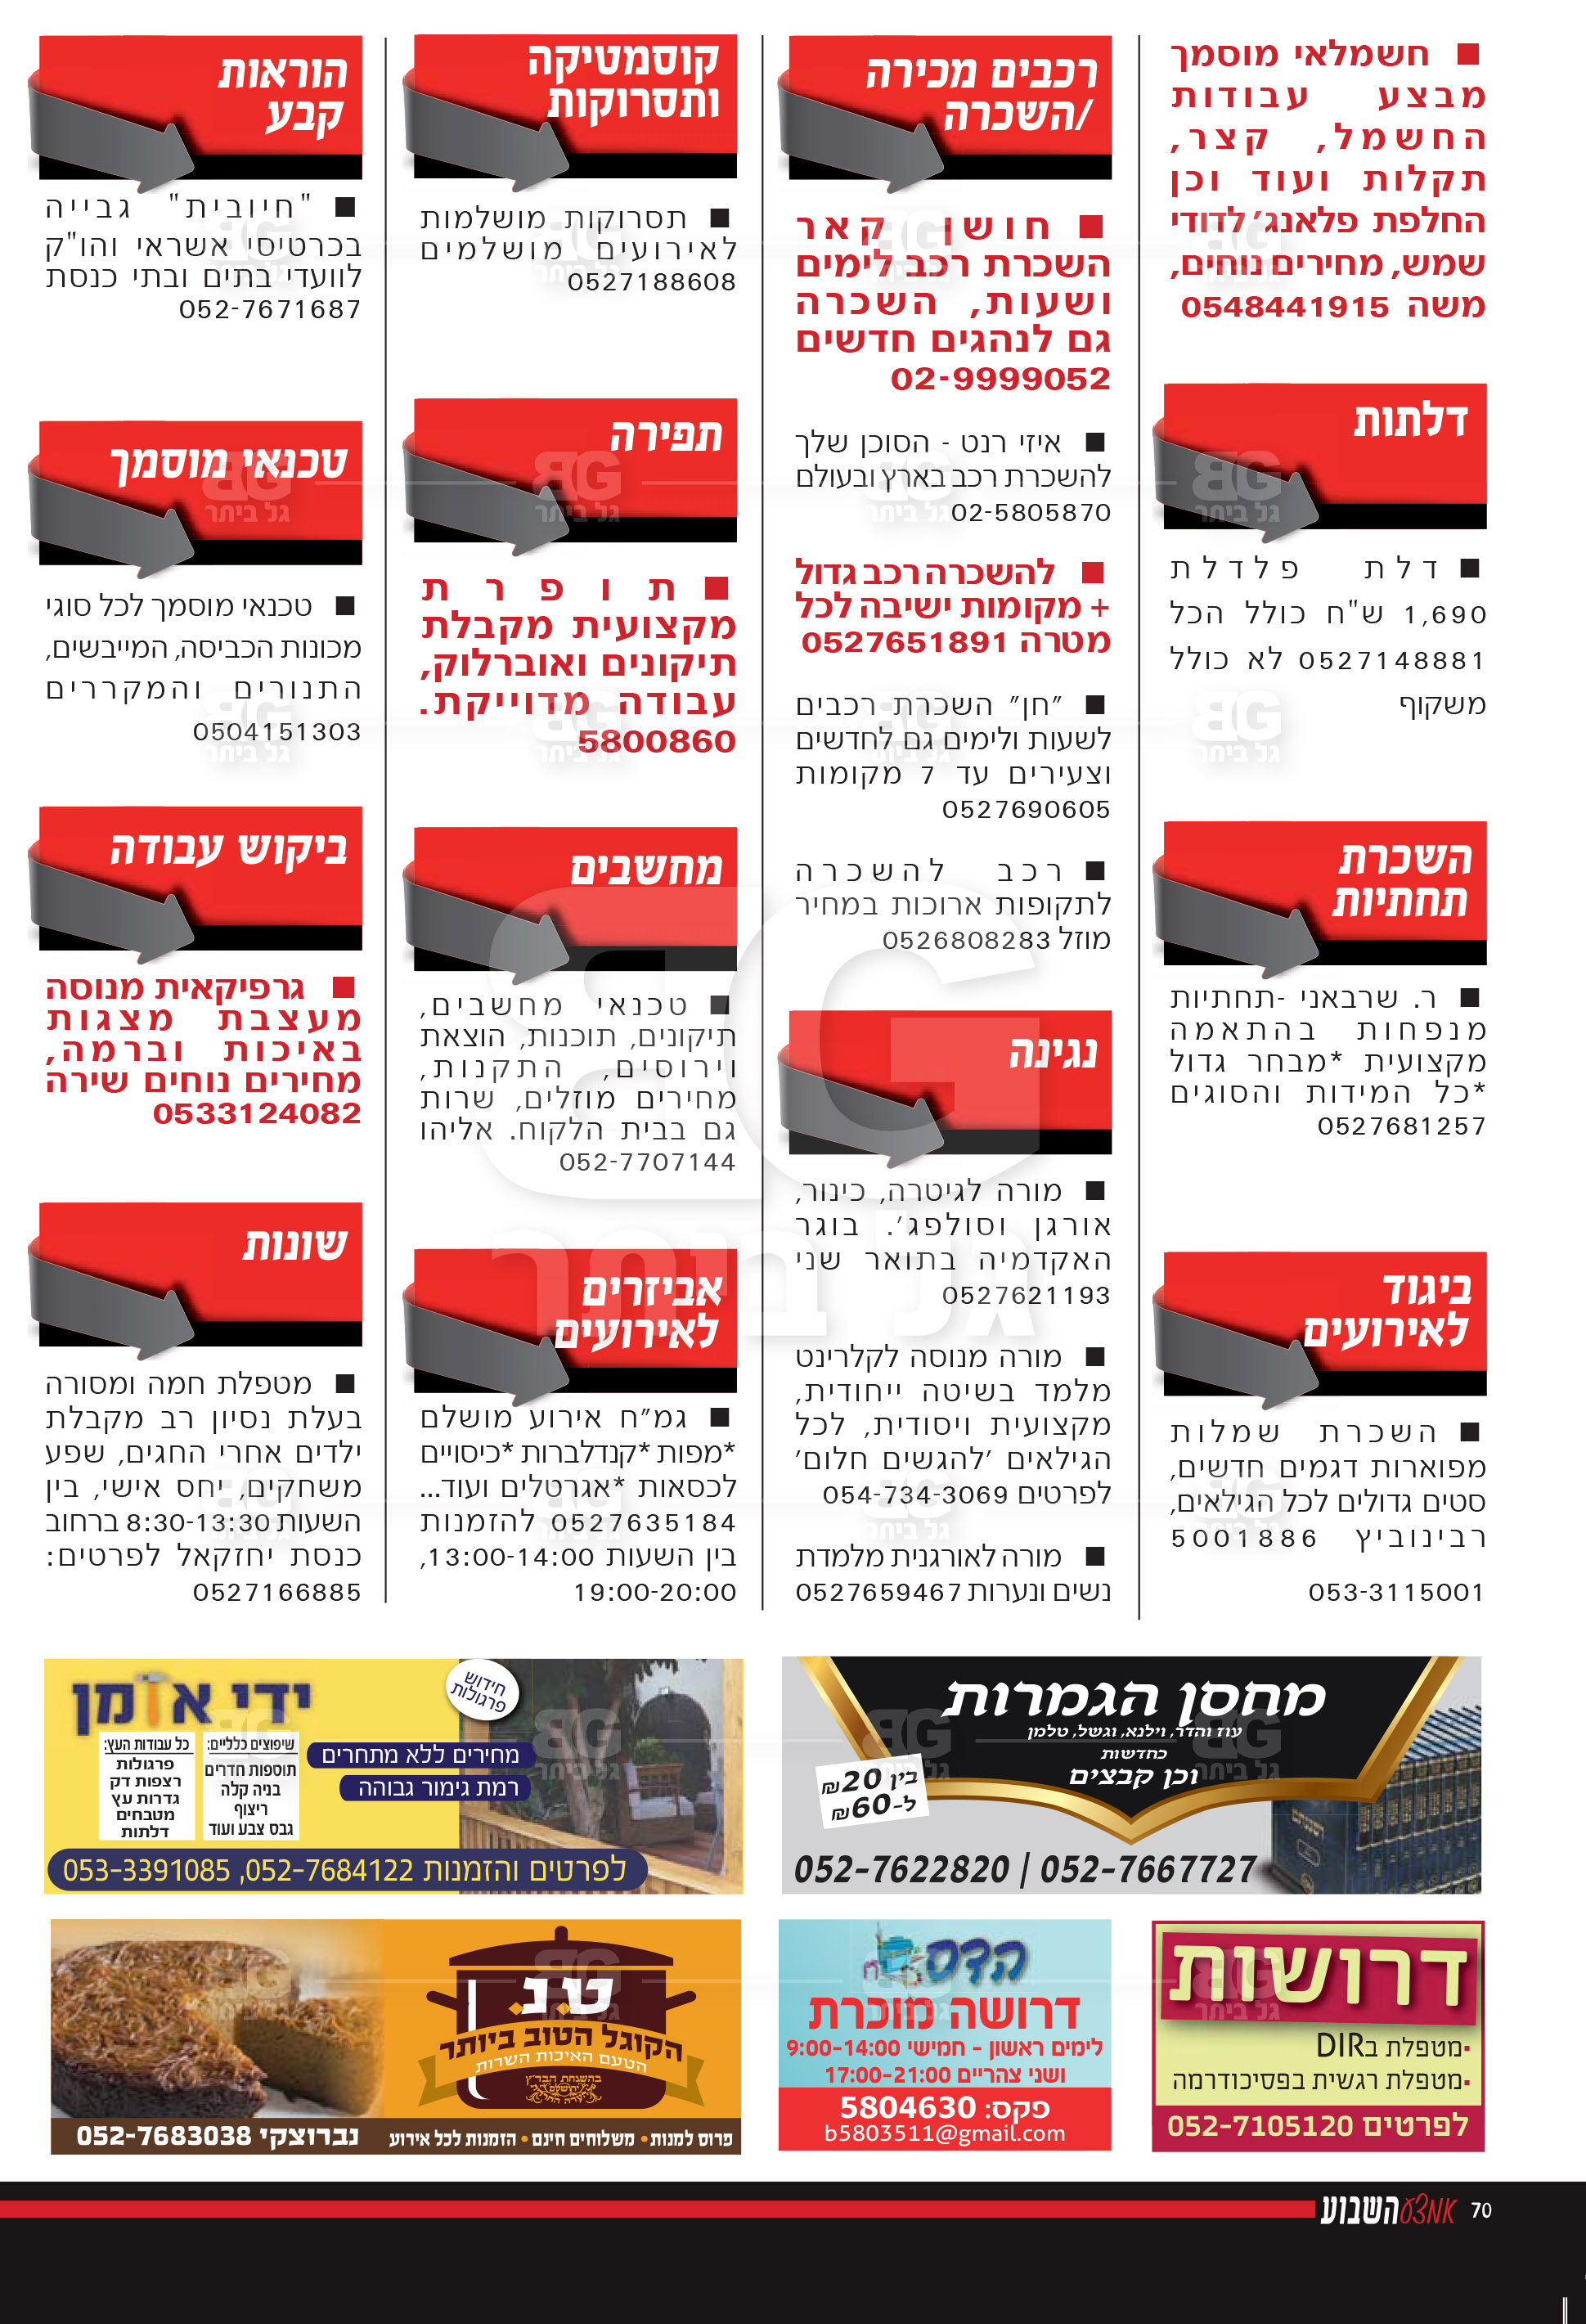 ■ חשמלאי מוסמך
מבצע עבודות
החשמל, קצר,
תקלות ועוד וכן
החלפת פלאנג' לדודי
שמש, מחירים נוחים,
משה 0548441915
דלתות
■ דלת פלדלת
1,690 ש"ח כולל הכל
0527148881 לא כולל
משקוף
השכרת
תחתיות
■ ר. שרבאני -תחתיות
מנפחות בהתאמה
מקצועית *מבחר גדול
*כל המידות והסוגים
0527681257
ביגוד
לאירועים
■ השכרת שמלות
מפוארות דגמים חדשים,
סטים גדולים לכל הגילאים,
רבינוביץ 5001886
053-3115001
רכבים מכירה
/השכרה
■ חושן קאר
השכרת רכב לימים
ושעות, השכרה
גם לנהגים חדשים
02-9999052
■ איזי רנט - הסוכן שלך
להשכרת רכב בארץ ובעולם
02-5805870
■ להשכרה רכב גדול
+ מקומות ישיבה לכל
מטרה 0527651891
■ "חן" השכרת רכבים
לשעות ולימים גם לחדשים
וצעירים עד 7 מקומות
0527690605
■ רכב להשכרה
לתקופות ארוכות במחיר
מוזל 0526808283
נגינה
■ מורה לגיטרה, כינור,
אורגן וסולפג'. בוגר
האקדמיה בתואר שני
0527621193
■ מורה מנוסה לקלרינט
מלמד בשיטה ייחודית,
מקצועית ויסודית, לכל
הגילאים 'להגשים חלום'
לפרטים 054-734-3069
■ מורה לאורגנית מלמדת
נשים ונערות 0527659467
קוסמטיקה
ותסרוקות
■ תסרוקות מושלמות
לאירועים מושלמים
0527188608
תפירה
■ תופרת
מקצועית מקבלת
תיקונים ואוברלוק,
עבודה מדוייקת.
5800860
מחשבים
■ טכנאי מחשבים,
תיקונים, תוכנות, הוצאת
וירוסים, התקנות,
מחירים מוזלים, שרות
גם בבית הלקוח. אליהו
052-7707144
אביזרים
לאירועים
■ גמ"ח אירוע מושלם
*מפות *קנדלברות *כיסויים
לכסאות *אגרטלים ועוד...
0527635184 להזמנות
בין השעות 13:00-14:00,
19:00-20:00
הוראות
קבע
■ "חיובית" גבייה
בכרטיסי אשראי והו"ק
לוועדי בתים ובתי כנסת
052-7671687
טכנאי מוסמך
■ טכנאי מוסמך לכל סוגי
מכונות הכביסה, המייבשים,
התנורים והמקררים
0504151303
ביקוש עבודה
■ גרפיקאית מנוסה
מעצבת מצגות
באיכות וברמה,
מחירים נוחים שירה
0533124082
שונות
■ מטפלת חמה ומסורה
בעלת נסיון רב מקבלת
ילדים אחרי החגים, שפע
משחקים, יחס אישי, בין
השעות 8:30-13:30 ברחוב
כנסת יחזקאל לפרטים:
0527166885
מחסן הגמרות
עוז והדר, וילנא, וגשל, טלמן
כחדשות
וכן קבצים
בין 20₪
ל-60₪
052-7622820 | 052-7667727
ידי אומן
חידוש
פרגולות
מחירים ללא מתחרים
רמת גימור גבוהה
שיפוצים כלליים:
תוספות חדרים
בניה קלה
ריצוף
גבס צבע ועוד
כל עבודות העץ:
פרגולות
רצפות דק
גדרות עץ
מטבחים
דלתות
לפרטים והזמנות 052-7684122, 053-3391085
דרושות
•מטפלת בDIR
•מטפלת רגשית בפסיכודרמה
לפרטים 052-7105120
הדס
דרושה מוכרת
לימים ראשון - חמישי 9:00-14:00
ושני צהריים 17:00-21:00
פקס: 5804630
b5803511@gmail.com
ט.נ.
הקוגל הטוב ביותר
הטעם האיכות השרות
פרוס למנות • משלוחים חינם • הזמנות לכל אירוע
נברוצקי 052-7683038
70 אמצע השבוע
BG
גל ביתר